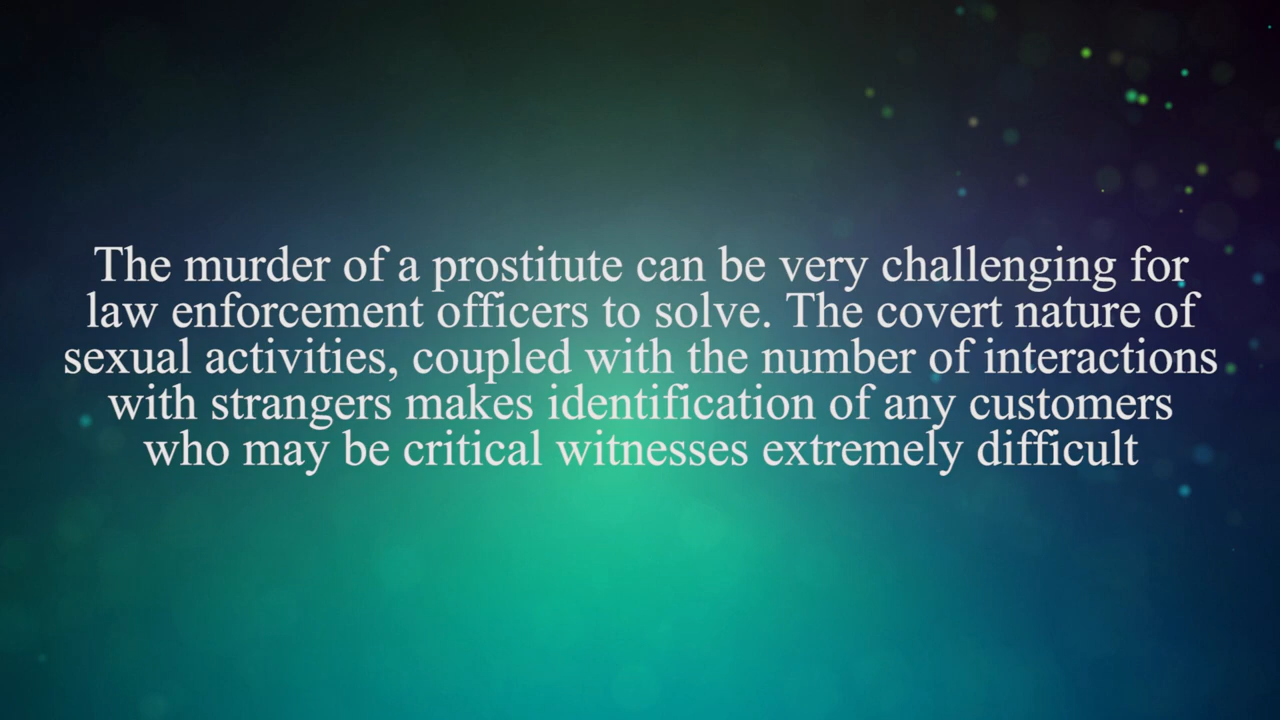 The murder of a prostitute can be very challenging for
law enforcement officers to solve. The covert nature of
sexual activities, coupled with the number of interactions
with strangers makes identification of any customers
who may be critical witnesses extremely difficult